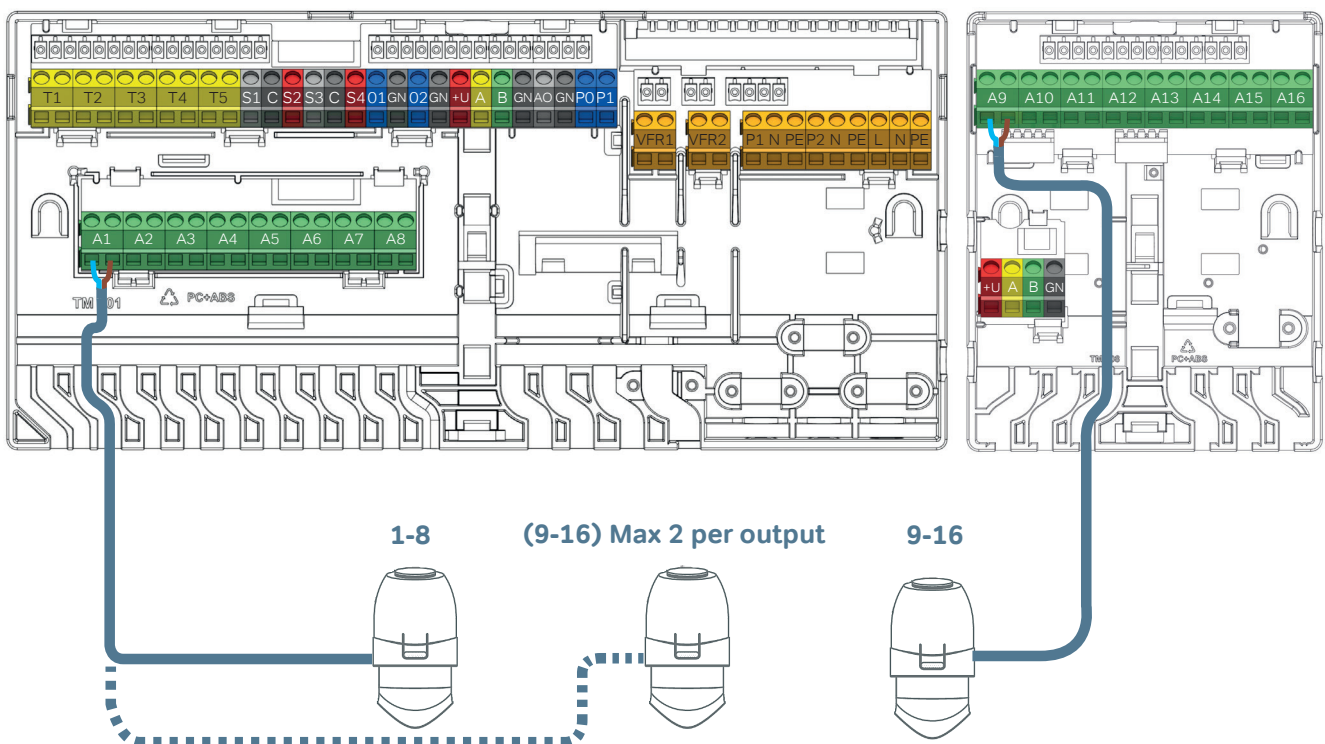 T1 T2 T3 T4 T5 S1 C S2 S3 C S4 01 GN 02 GN +U A B GN AO GN P0 P1
VFR1 VFR2 P1 N PE P2 N PE L N PE
A1 A2 A3 A4 A5 A6 A7 A8
PC+ABS
A9 A10 A11 A12 A13 A14 A15 A16
+U A B GN
PC+ABS
1-8
(9-16) Max 2 per output
9-16